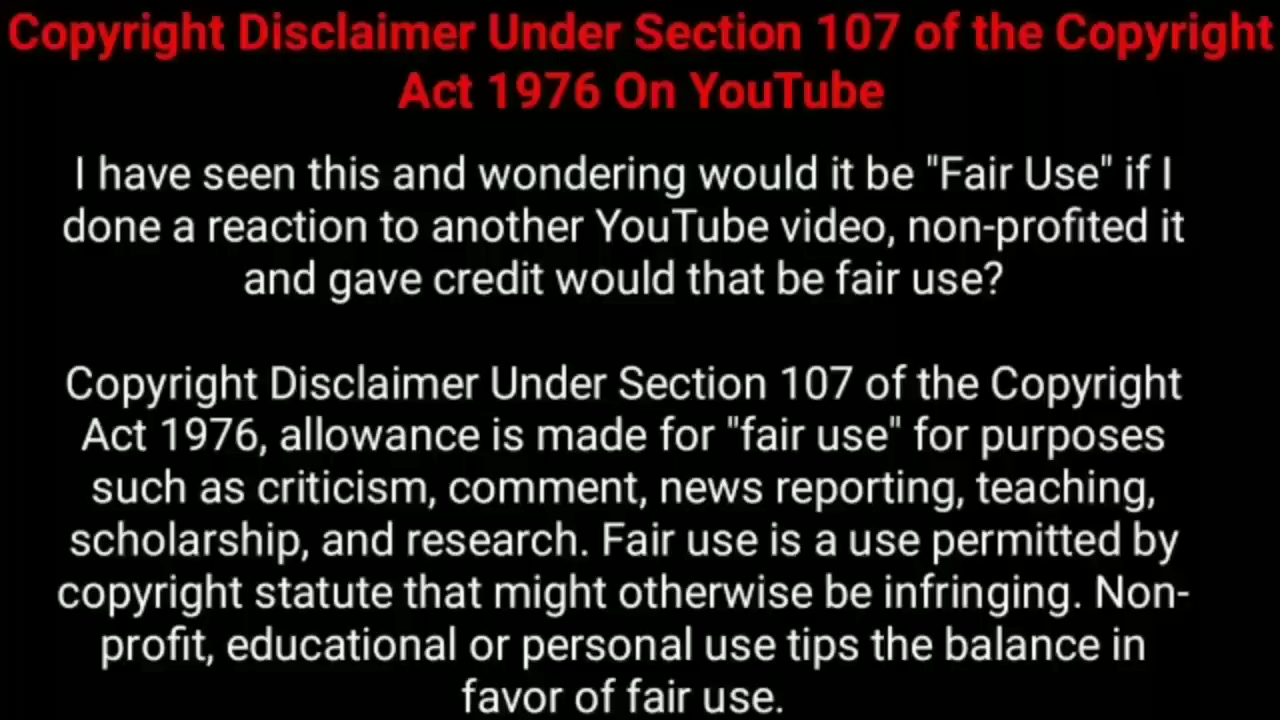 Copyright Disclaimer Under Section 107 of the Copyright
Act 1976 On YouTube
I have seen this and wondering would it be "Fair Use" if I
done a reaction to another YouTube video, non-profited it
and gave credit would that be fair use?
Copyright Disclaimer Under Section 107 of the Copyright
Act 1976, allowance is made for "fair use" for purposes
such as criticism, comment, news reporting, teaching,
scholarship, and research. Fair use is a use permitted by
copyright statute that might otherwise be infringing. Non-
profit, educational or personal use tips the balance in
favor of fair use.